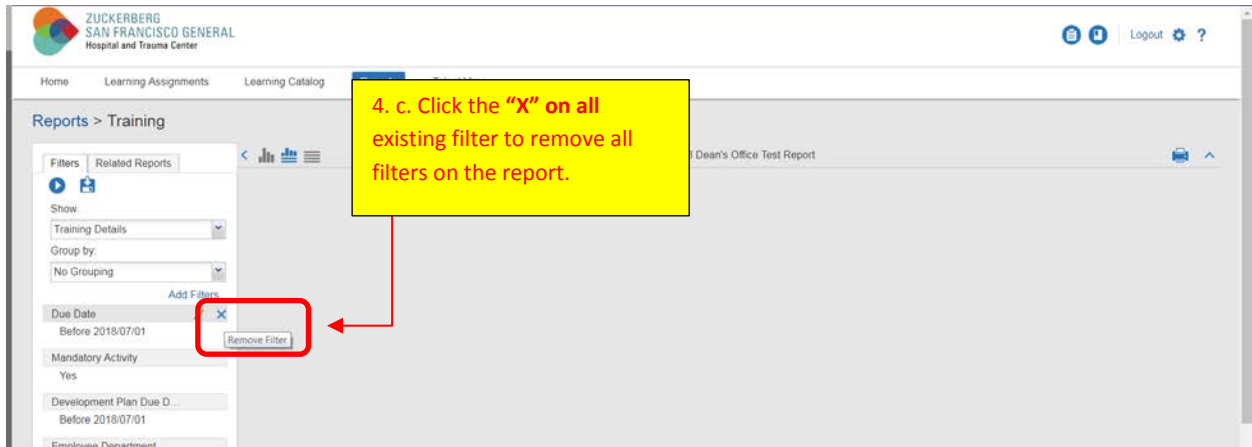 ZUCKERBERG
SAN FRANCISCO GENERAL
Hospital and Trauma Center
Logout ?
Home Learning Assignments Learning Catalog
Reports > Training
4. c. Click the “X” on all
existing filter to remove all
filters on the report.
Filters Related Reports
Dean's Office Test Report
Show
Training Details
Group by:
No Grouping
Add Filters
Due Date
Before 2018/07/01
Remove Filter
Mandatory Activity
Yes
Development Plan Due D...
Before 2018/07/01
Employee Department